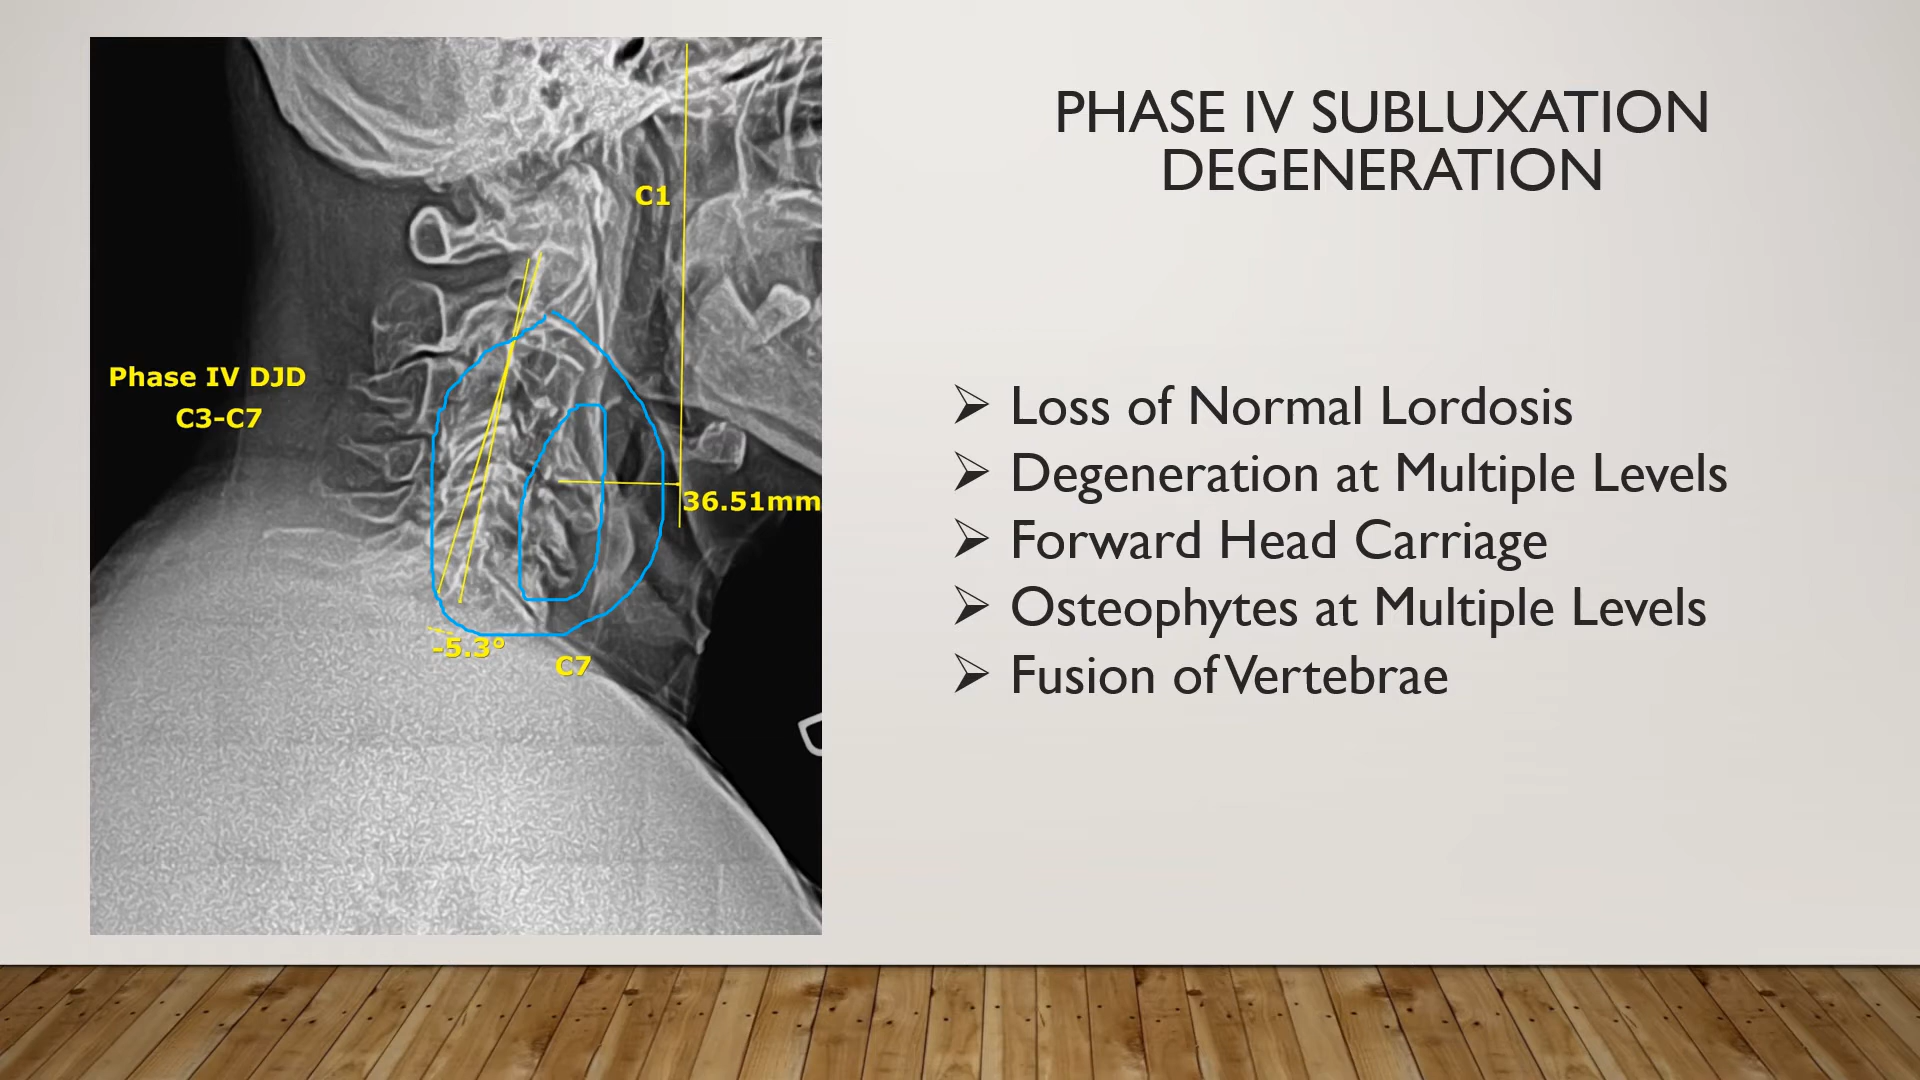 C1
Phase IV DJD
C3-C7
36.51mm
-5.3°
C7
PHASE IV SUBLUXATION
DEGENERATION
➢ Loss of Normal Lordosis
➢ Degeneration at Multiple Levels
➢ Forward Head Carriage
➢ Osteophytes at Multiple Levels
➢ Fusion of Vertebrae